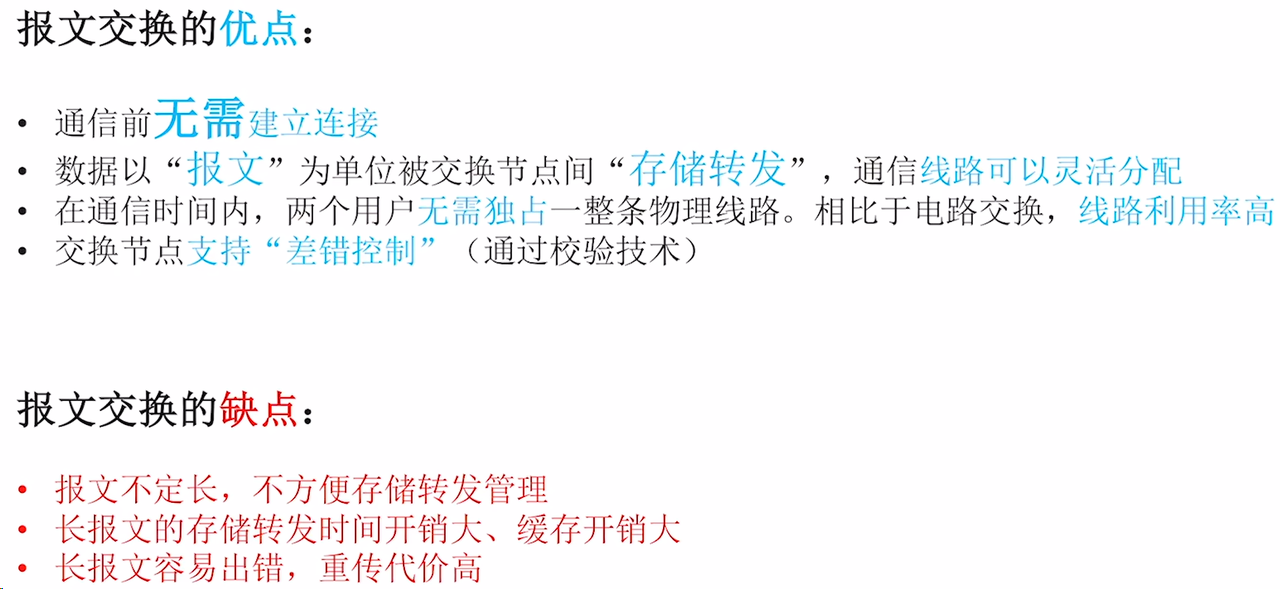 报文交换的优点：
• 通信前无需建立连接
• 数据以“报文”为单位被交换节点间“存储转发”，通信线路可以灵活分配
• 在通信时间内，两个用户无需独占一整条物理线路。相比于电路交换，线路利用率高
• 交换节点支持“差错控制”（通过校验技术）
报文交换的缺点：
• 报文不定长，不方便存储转发管理
• 长报文的存储转发时间开销大、缓存开销大
• 长报文容易出错，重传代价高